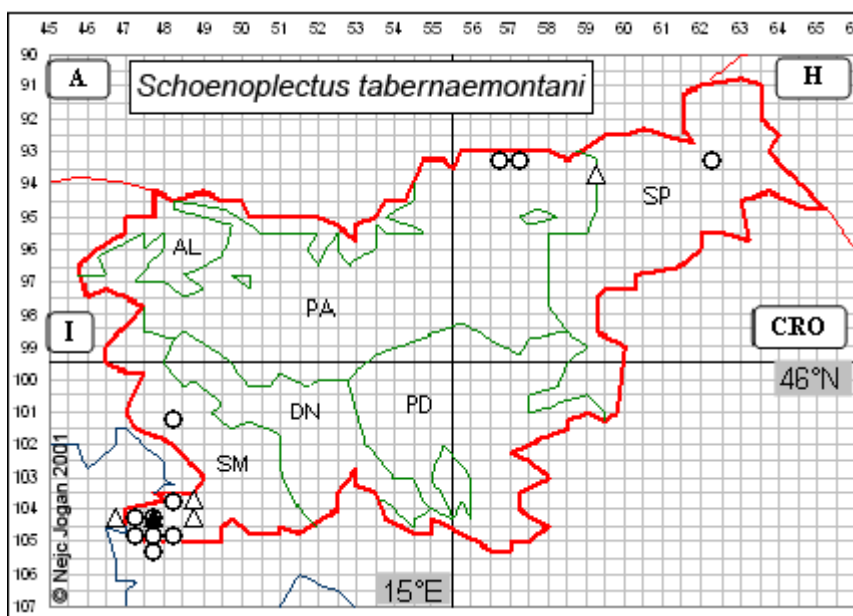 45 46 47 48 49 50 51 52 53 54 55 56 57 58 59 60 61 62 63 64 65 66
90
A
Schoenoplectus tabernaemontani
H
91
92
93
94
SP
95
96
AL
97
98
PA
I
CRO
99
100
46°N
DN
PD
101
102
SM
103
104
105
106
107
15°E
© Nejc Jogan 2001